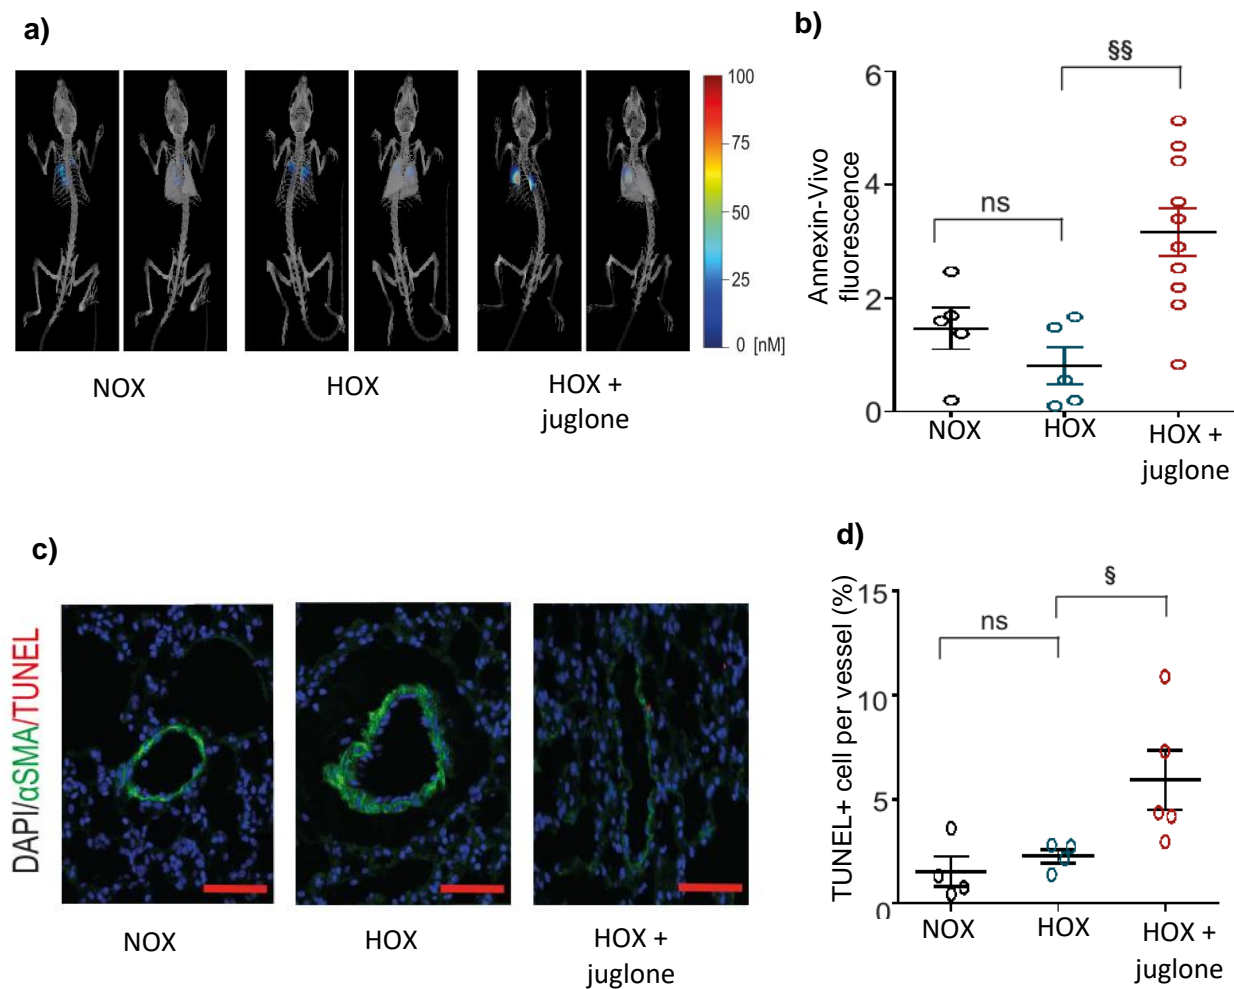 a)
100
75
50
25
0 [nM]
NOX
HOX
HOX +
juglone
b)
§§
ns
6
4
2
0
Annexin-Vivo
fluorescence
NOX
HOX
HOX +
juglone
c)
DAPI/αSMA/TUNEL
NOX
HOX
HOX +
juglone
d)
§
ns
15
10
5
0
TUNEL+ cell per vessel (%)
NOX
HOX
HOX +
juglone